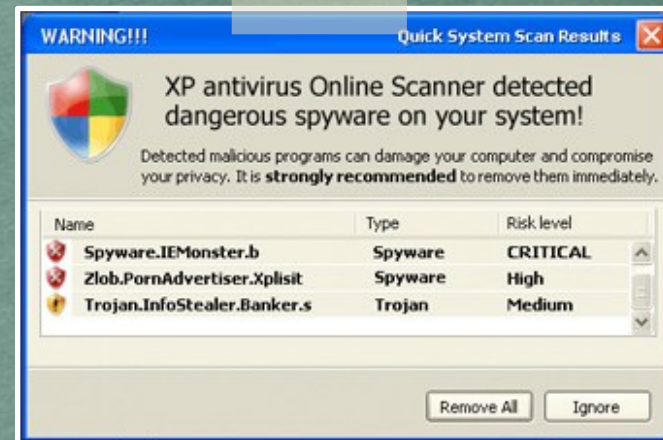 WARNING!!! Quick System Scan Results
XP antivirus Online Scanner detected
dangerous spyware on your system!
Detected malicious programs can damage your computer and compromise
your privacy. It is strongly recommended to remove them immediately.
Name Type Risk level
Spyware.IEMonster.b Spyware CRITICAL
Zlob.PornAdvertiser.Xplisit Spyware High
Trojan.InfoStealer.Banker.s Trojan Medium
Remove All Ignore